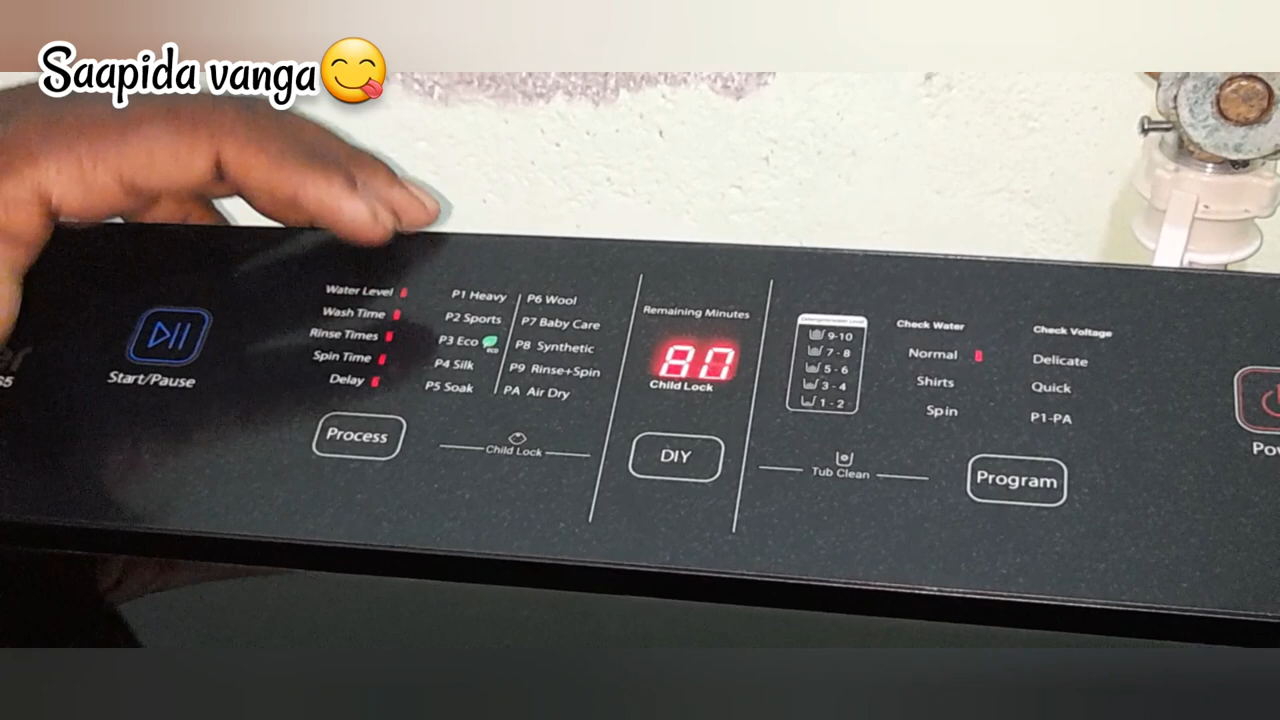 Saapida vanga😋
Start/Pause
Water Level
Wash Time
Rinse Times
Spin Time
Delay
Process
P1 Heavy
P2 Sports
P3 Eco
eco
P4 Silk
P5 Soak
P6 Wool
P7 Baby Care
P8 Synthetic
P9 Rinse+Spin
PA Air Dry
Child Lock
Remaining Minutes
80
Child Lock
DIY
9-10
7-8
5-6
3-4
1-2
Tub Clean
Check Water
Normal
Shirts
Spin
Check Voltage
Delicate
Quick
P1-PA
Program